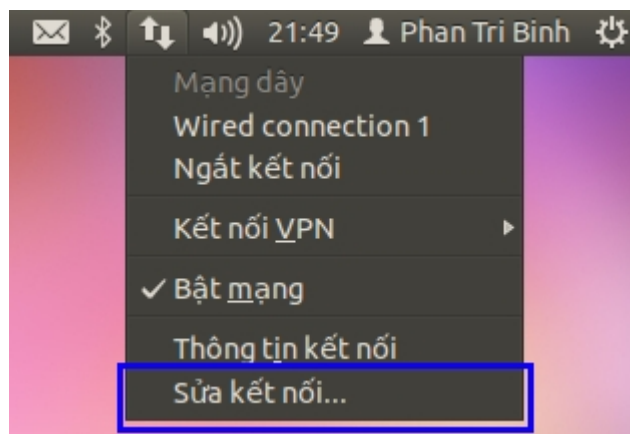 21:49 Phan Tri Binh
Mạng dây
Wired connection 1
Ngắt kết nối
Kết nối VPN
Bật mạng
Thông tin kết nối
Sửa kết nối...